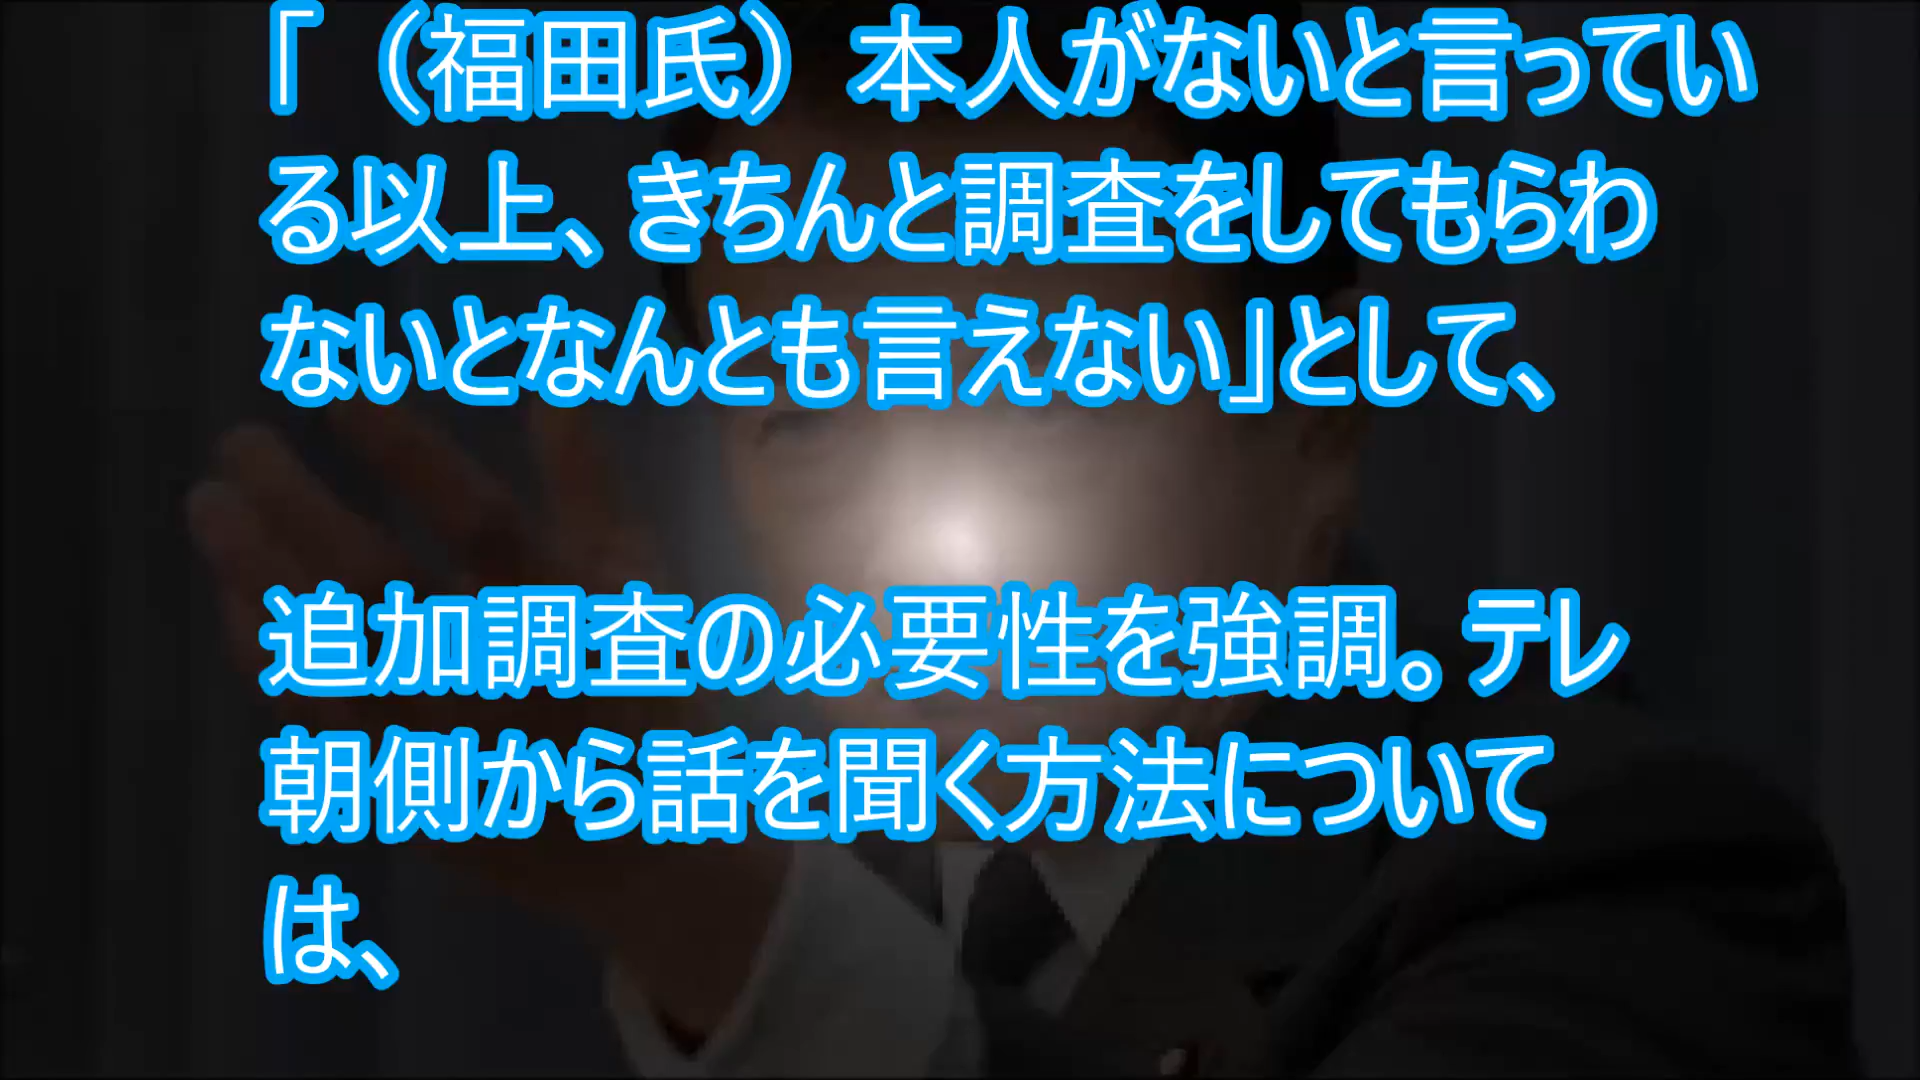 「（福田氏）本人がないと言ってい
る以上、きちんと調査をしてもらわ
ないとなんとも言えない」として、
追加調査の必要性を強調。テレ
朝側から話を聞く方法について
は、